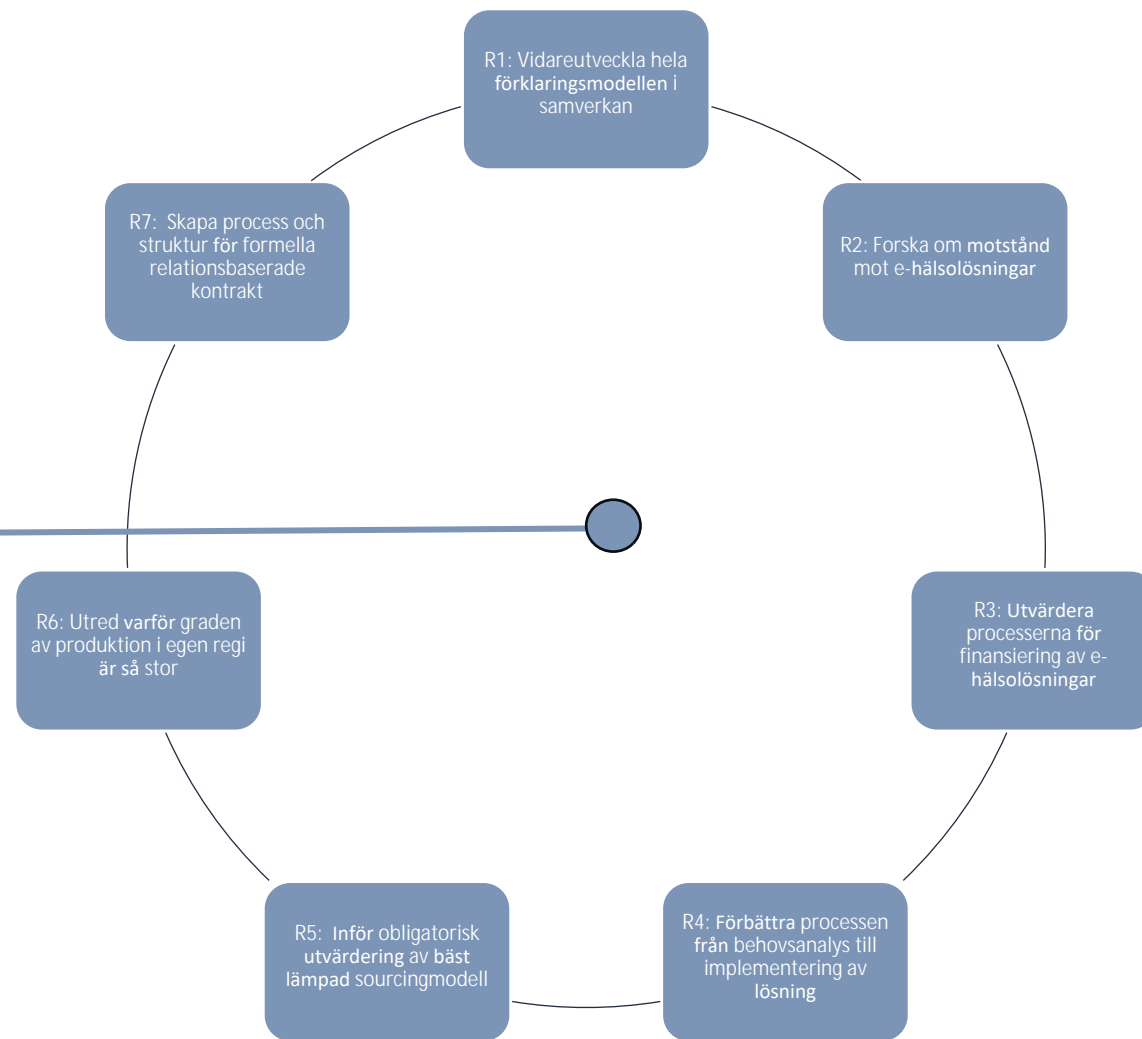 R1: Vidareutveckla hela
förklaringsmodellen i
samverkan
R2: Forska om motstånd
mot e-hälsolösningar
R3: Utvärdera
processerna för
finansiering av e-
hälsolösningar
R4: Förbättra processen
från behovsanalys till
implementering av
lösning
R5: Inför obligatorisk
utvärdering av bäst
lämpad sourcingmodell
R6: Utred varför graden
av produktion i egen regi
är så stor
R7: Skapa process och
struktur för formella
relationsbaserade
kontrakt